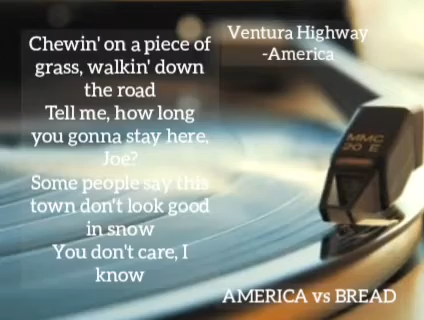 Chewin' on a piece of
grass, walkin' down
the road
Tell me, how long
you gonna stay here,
Joe?
Some people say this
town don't look good
in snow
You don't care, I
know
Ventura Highway
-America
MMC
20 E
AMERICA vs BREAD